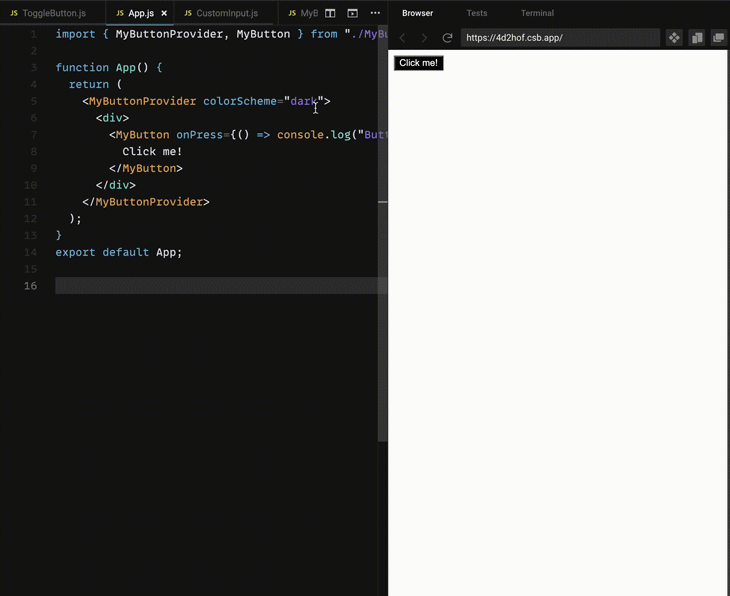 JS ToggleButton.js JS App.js × JS CustomInput.js JS MyB ···
1 import { MyButtonProvider, MyButton } from "./MyBu
2
3 function App() {
4 return (
5 <MyButtonProvider colorScheme="dark">
6 <div>
7 <MyButton onPress={() => console.log("Butt
8 Click me!
9 </MyButton>
10 </div>
11 </MyButtonProvider>
12 );
13 }
14 export default App;
15
16
Browser Tests Terminal
https://4d2hof.csb.app/
Click me!